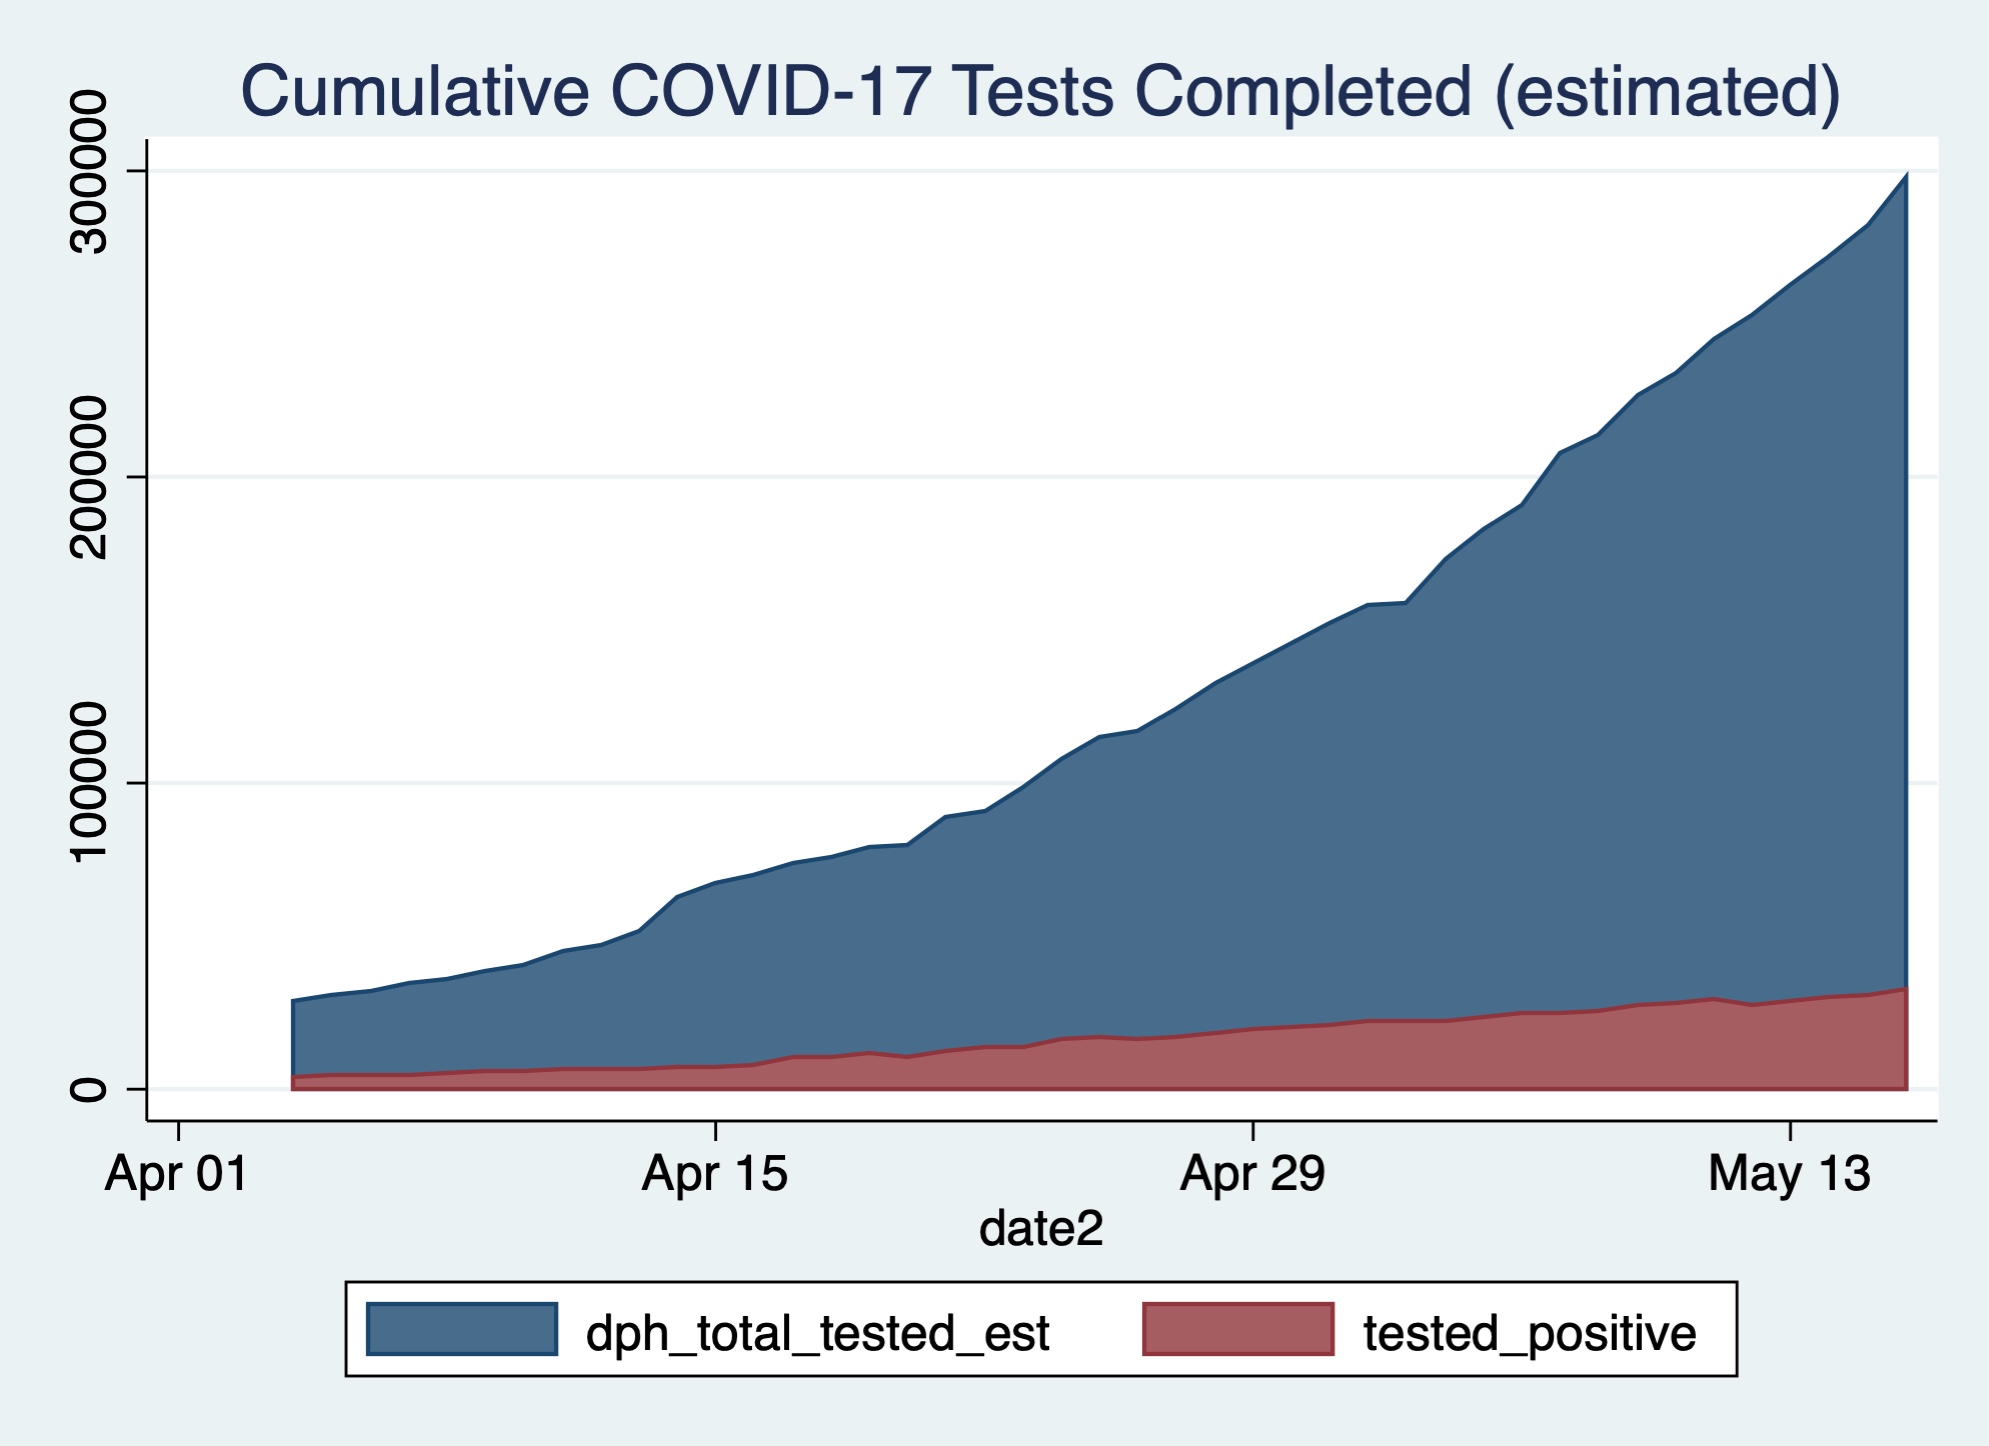 Cumulative COVID-17 Tests Completed (estimated)
300000
200000
100000
0
Apr 01
Apr 15
Apr 29
May 13
date2
dph_total_tested_est
tested_positive